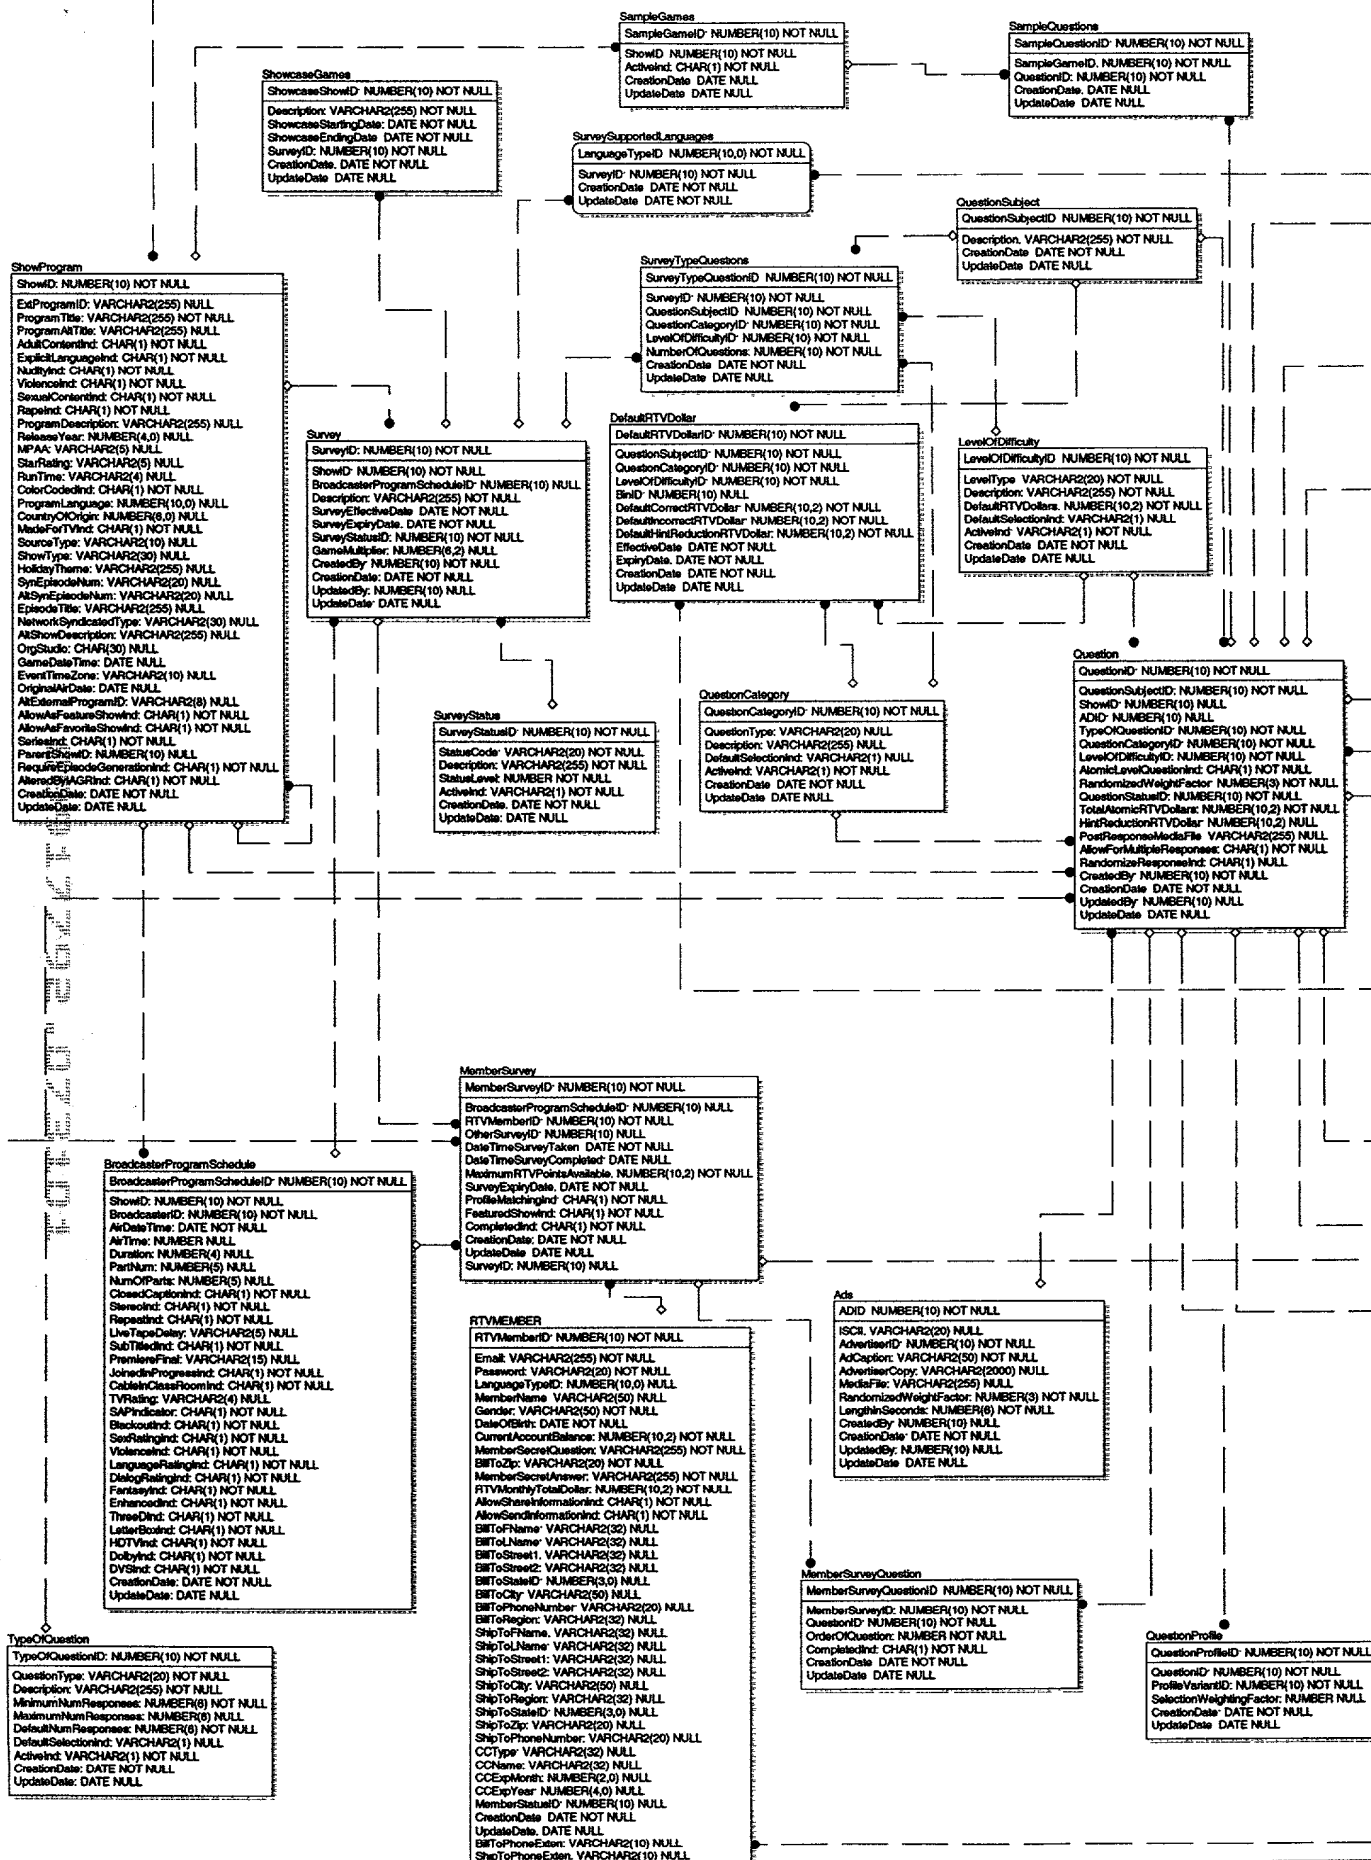 SampleGames
SampleGameID: NUMBER(10) NOT NULL
ShowID: NUMBER(10) NOT NULL
ActiveInd: CHAR(1) NOT NULL
CreationDate DATE NULL
UpdateDate DATE NULL
SampleQuestions
SampleQuestionID: NUMBER(10) NOT NULL
SampleGameID. NUMBER(10) NOT NULL
QuestionID: NUMBER(10) NOT NULL
CreationDate. DATE NULL
UpdateDate DATE NULL
ShowcaseGames
ShowcaseShowID: NUMBER(10) NOT NULL
Description: VARCHAR2(255) NOT NULL
ShowcaseStartingDate: DATE NOT NULL
ShowcaseEndingDate DATE NOT NULL
SurveyID: NUMBER(10) NOT NULL
CreationDate. DATE NOT NULL
UpdateDate DATE NULL
SurveySupportedLanguages
LanguageTypeID NUMBER(10,0) NOT NULL
SurveyID: NUMBER(10) NOT NULL
CreationDate DATE NOT NULL
UpdateDate DATE NOT NULL
QuestionSubject
QuestionSubjectID NUMBER(10) NOT NULL
Description. VARCHAR2(255) NOT NULL
CreationDate DATE NOT NULL
UpdateDate DATE NULL
SurveyTypeQuestions
SurveyTypeQuestionID NUMBER(10) NOT NULL
SurveyID: NUMBER(10) NOT NULL
QuestionSubjectID NUMBER(10) NOT NULL
QuestionCategoryID: NUMBER(10) NOT NULL
LevelOfDifficultyID NUMBER(10) NOT NULL
NumberOfQuestions: NUMBER(10) NOT NULL
CreationDate DATE NOT NULL
UpdateDate DATE NULL
ShowProgram
ShowID: NUMBER(10) NOT NULL
ExtProgramID: VARCHAR2(255) NULL
ProgramTitle: VARCHAR2(255) NOT NULL
ProgramAltTitle: VARCHAR2(255) NULL
AdultContentInd: CHAR(1) NOT NULL
ExplicitLanguageInd: CHAR(1) NOT NULL
NudityInd: CHAR(1) NOT NULL
ViolenceInd: CHAR(1) NOT NULL
SexualContentInd: CHAR(1) NOT NULL
RapeInd: CHAR(1) NOT NULL
ProgramDescription: VARCHAR2(255) NULL
ReleaseYear: NUMBER(4,0) NULL
MPAA: VARCHAR2(5) NULL
StarRating: VARCHAR2(5) NULL
RunTime: VARCHAR2(4) NULL
ColorCodedInd: CHAR(1) NOT NULL
ProgramLanguage: NUMBER(10,0) NULL
CountryOfOrigin: NUMBER(6,0) NULL
MadeForTVInd: CHAR(1) NOT NULL
SourceType: VARCHAR2(10) NULL
ShowType: VARCHAR2(30) NULL
HolidayTheme: VARCHAR2(255) NULL
SynEpisodeNum: VARCHAR2(20) NULL
AltSynEpisodeNum: VARCHAR2(20) NULL
EpisodeTitle: VARCHAR2(255) NULL
NetworkSyndicatedType: VARCHAR2(30) NULL
AltShowDescription: VARCHAR2(255) NULL
OrgStudio: CHAR(30) NULL
GameDateTime: DATE NULL
EventTimeZone: VARCHAR2(10) NULL
OriginalAirDate: DATE NULL
AltExternalProgramID: VARCHAR2(8) NULL
AllowAsFeatureShowInd: CHAR(1) NOT NULL
AllowAsFavoriteShowInd: CHAR(1) NOT NULL
SeriesInd: CHAR(1) NOT NULL
ParentShowID: NUMBER(10) NULL
RequireEpisodeGenerationInd: CHAR(1) NOT NULL
AlteredByIAGRInd: CHAR(1) NOT NULL
CreationDate: DATE NOT NULL
UpdateDate: DATE NULL
Survey
SurveyID: NUMBER(10) NOT NULL
ShowID: NUMBER(10) NOT NULL
BroadcasterProgramScheduleID: NUMBER(10) NULL
Description: VARCHAR2(255) NOT NULL
SurveyEffectiveDate DATE NOT NULL
SurveyExpiryDate. DATE NOT NULL
SurveyStatusID: NUMBER(10) NOT NULL
GameMultiplier: NUMBER(6,2) NULL
CreatedBy: NUMBER(10) NOT NULL
CreationDate: DATE NOT NULL
UpdatedBy: NUMBER(10) NULL
UpdateDate: DATE NULL
DefaultRTVDollar
DefaultRTVDollarID: NUMBER(10) NOT NULL
QuestionSubjectID: NUMBER(10) NOT NULL
QuestionCategoryID: NUMBER(10) NOT NULL
LevelOfDifficultyID: NUMBER(10) NOT NULL
BinID: NUMBER(10) NULL
DefaultCorrectRTVDollar: NUMBER(10,2) NOT NULL
DefaultIncorrectRTVDollar: NUMBER(10,2) NOT NULL
DefaultHintReductionRTVDollar: NUMBER(10,2) NOT NULL
EffectiveDate DATE NOT NULL
ExpiryDate. DATE NOT NULL
CreationDate DATE NOT NULL
UpdateDate DATE NULL
LevelOfDifficulty
LevelOfDifficultyID NUMBER(10) NOT NULL
LevelType VARCHAR2(20) NOT NULL
Description: VARCHAR2(255) NOT NULL
DefaultRTVDollars. NUMBER(10,2) NOT NULL
DefaultSelectionInd: VARCHAR2(1) NULL
ActiveInd: VARCHAR2(1) NOT NULL
CreationDate DATE NOT NULL
UpdateDate DATE NULL
Question
QuestionID: NUMBER(10) NOT NULL
QuestionSubjectID: NUMBER(10) NOT NULL
ShowID: NUMBER(10) NOT NULL
ADID: NUMBER(10) NULL
TypeOfQuestionID: NUMBER(10) NOT NULL
QuestionCategoryID: NUMBER(10) NOT NULL
LevelOfDifficultyID: NUMBER(10) NOT NULL
AtomicLevelQuestionInd: CHAR(1) NOT NULL
RandomizedWeightFactor: NUMBER(3) NOT NULL
QuestionStatusID: NUMBER(10) NOT NULL
TotalAtomicRTVDollars: NUMBER(10,2) NOT NULL
HintReductionRTVDollar: NUMBER(10,2) NULL
PostResponseMediaFile VARCHAR2(255) NULL
AllowForMultipleResponses: CHAR(1) NOT NULL
RandomizeResponseInd: CHAR(1) NULL
CreatedBy: NUMBER(10) NOT NULL
CreationDate DATE NOT NULL
UpdatedBy: NUMBER(10) NULL
UpdateDate DATE NULL
SurveyStatus
SurveyStatusID: NUMBER(10) NOT NULL
StatusCode: VARCHAR2(20) NOT NULL
Description: VARCHAR2(255) NOT NULL
StatusLevel: NUMBER NOT NULL
ActiveInd: VARCHAR2(1) NOT NULL
CreationDate. DATE NOT NULL
UpdateDate: DATE NULL
QuestionCategory
QuestionCategoryID: NUMBER(10) NOT NULL
QuestionType: VARCHAR2(20) NULL
Description: VARCHAR2(255) NULL
DefaultSelectionInd: VARCHAR2(1) NULL
ActiveInd: VARCHAR2(1) NOT NULL
CreationDate DATE NOT NULL
UpdateDate DATE NULL
MemberSurvey
MemberSurveyID: NUMBER(10) NOT NULL
BroadcasterProgramScheduleID: NUMBER(10) NULL
RTVMemberID: NUMBER(10) NOT NULL
OtherSurveyID: NUMBER(10) NULL
DateTimeSurveyTaken DATE NOT NULL
DateTimeSurveyCompleted: DATE NULL
MaximumRTVPointsAvailable. NUMBER(10,2) NOT NULL
SurveyExpiryDate. DATE NOT NULL
ProfileMatchingInd: CHAR(1) NOT NULL
FeaturedShowInd: CHAR(1) NOT NULL
CompletedInd: CHAR(1) NOT NULL
CreationDate: DATE NOT NULL
UpdateDate DATE NULL
SurveyID: NUMBER(10) NULL
BroadcasterProgramSchedule
BroadcasterProgramScheduleID: NUMBER(10) NOT NULL
ShowID: NUMBER(10) NOT NULL
BroadcasterID: NUMBER(10) NOT NULL
AirDateTime: DATE NOT NULL
AirTime: NUMBER NULL
Duration: NUMBER(4) NULL
PartNum: NUMBER(5) NULL
NumOfParts: NUMBER(5) NULL
ClosedCaptionInd: CHAR(1) NOT NULL
StereoInd: CHAR(1) NOT NULL
RepeatInd: CHAR(1) NOT NULL
LiveTapeDelay: VARCHAR2(5) NULL
SubTitledInd: CHAR(1) NOT NULL
PremiereFinal: VARCHAR2(15) NULL
JoinedInProgressInd: CHAR(1) NOT NULL
CableInClassRoomInd: CHAR(1) NOT NULL
TVRating: VARCHAR2(4) NULL
SAPIndicator: CHAR(1) NOT NULL
BlackoutInd: CHAR(1) NOT NULL
SexRatingInd: CHAR(1) NOT NULL
ViolenceInd: CHAR(1) NOT NULL
LanguageRatingInd: CHAR(1) NOT NULL
DialogRatingInd: CHAR(1) NOT NULL
FantasyInd: CHAR(1) NOT NULL
EnhancedInd: CHAR(1) NOT NULL
ThreeDInd: CHAR(1) NOT NULL
LetterBoxInd: CHAR(1) NOT NULL
HDTVInd: CHAR(1) NOT NULL
DolbyInd: CHAR(1) NOT NULL
DVSInd: CHAR(1) NOT NULL
CreationDate: DATE NOT NULL
UpdateDate: DATE NULL
RTVMEMBER
RTVMemberID: NUMBER(10) NOT NULL
Email: VARCHAR2(255) NOT NULL
Password: VARCHAR2(20) NOT NULL
LanguageTypeID: NUMBER(10,0) NULL
MemberName VARCHAR2(50) NULL
Gender: VARCHAR2(50) NOT NULL
DateOfBirth: DATE NOT NULL
CurrentAccountBalance: NUMBER(10,2) NULL
MemberSecretQuestion: VARCHAR2(255) NOT NULL
BillToZip: VARCHAR2(20) NOT NULL
MemberSecretAnswer: VARCHAR2(255) NOT NULL
RTVMonthlyTotalDollar: NUMBER(10,2) NOT NULL
AllowShareInformationInd: CHAR(1) NOT NULL
AllowSendInformationInd: CHAR(1) NOT NULL
BillToFName: VARCHAR2(32) NULL
BillToLName: VARCHAR2(32) NULL
BillToStreet1. VARCHAR2(32) NULL
BillToStreet2: VARCHAR2(32) NULL
BillToStateID: NUMBER(3,0) NULL
BillToCity: VARCHAR2(50) NULL
BillToPhoneNumber: VARCHAR2(20) NULL
BillToRegion: VARCHAR2(32) NULL
ShipToFName. VARCHAR2(32) NULL
ShipToLName: VARCHAR2(32) NULL
ShipToStreet1: VARCHAR2(32) NULL
ShipToStreet2: VARCHAR2(32) NULL
ShipToCity: VARCHAR2(50) NULL
ShipToRegion: VARCHAR2(32) NULL
ShipToStateID: NUMBER(3,0) NULL
ShipToZip: VARCHAR2(20) NULL
ShipToPhoneNumber: VARCHAR2(20) NULL
CCType: VARCHAR2(32) NULL
CCName: VARCHAR2(32) NULL
CCExpMonth: NUMBER(2,0) NULL
CCExpYear: NUMBER(4,0) NULL
MemberStatusID: NUMBER(10) NULL
CreationDate DATE NOT NULL
UpdateDate. DATE NULL
BillToPhoneExten: VARCHAR2(10) NULL
ShipToPhoneExten. VARCHAR2(10) NULL
Ads
ADID NUMBER(10) NOT NULL
ISCII. VARCHAR2(20) NULL
AdvertiserID: NUMBER(10) NOT NULL
AdCaption: VARCHAR2(50) NOT NULL
AdvertiserCopy: VARCHAR2(2000) NULL
MediaFile: VARCHAR2(255) NULL
RandomizedWeightFactor: NUMBER(3) NOT NULL
LengthInSeconds: NUMBER(6) NOT NULL
CreatedBy: NUMBER(10) NULL
CreationDate: DATE NOT NULL
UpdatedBy: NUMBER(10) NULL
UpdateDate DATE NULL
MemberSurveyQuestion
MemberSurveyQuestionID NUMBER(10) NOT NULL
MemberSurveyID: NUMBER(10) NOT NULL
QuestionID: NUMBER(10) NOT NULL
OrderOfQuestion: NUMBER NOT NULL
CompletedInd: CHAR(1) NOT NULL
CreationDate DATE NOT NULL
UpdateDate DATE NULL
TypeOfQuestion
TypeOfQuestionID: NUMBER(10) NOT NULL
QuestionType: VARCHAR2(20) NOT NULL
Description: VARCHAR2(255) NOT NULL
MinimumNumResponses: NUMBER(6) NOT NULL
MaximumNumResponses: NUMBER(6) NULL
DefaultNumResponses: NUMBER(6) NOT NULL
DefaultSelectionInd: VARCHAR2(1) NULL
ActiveInd: VARCHAR2(1) NOT NULL
CreationDate: DATE NOT NULL
UpdateDate: DATE NULL
QuestionProfile
QuestionProfileID: NUMBER(10) NOT NULL
QuestionID: NUMBER(10) NOT NULL
ProfileVariantID: NUMBER(10) NOT NULL
SelectionWeightingFactor: NUMBER NULL
CreationDate: DATE NOT NULL
UpdateDate: DATE NULL